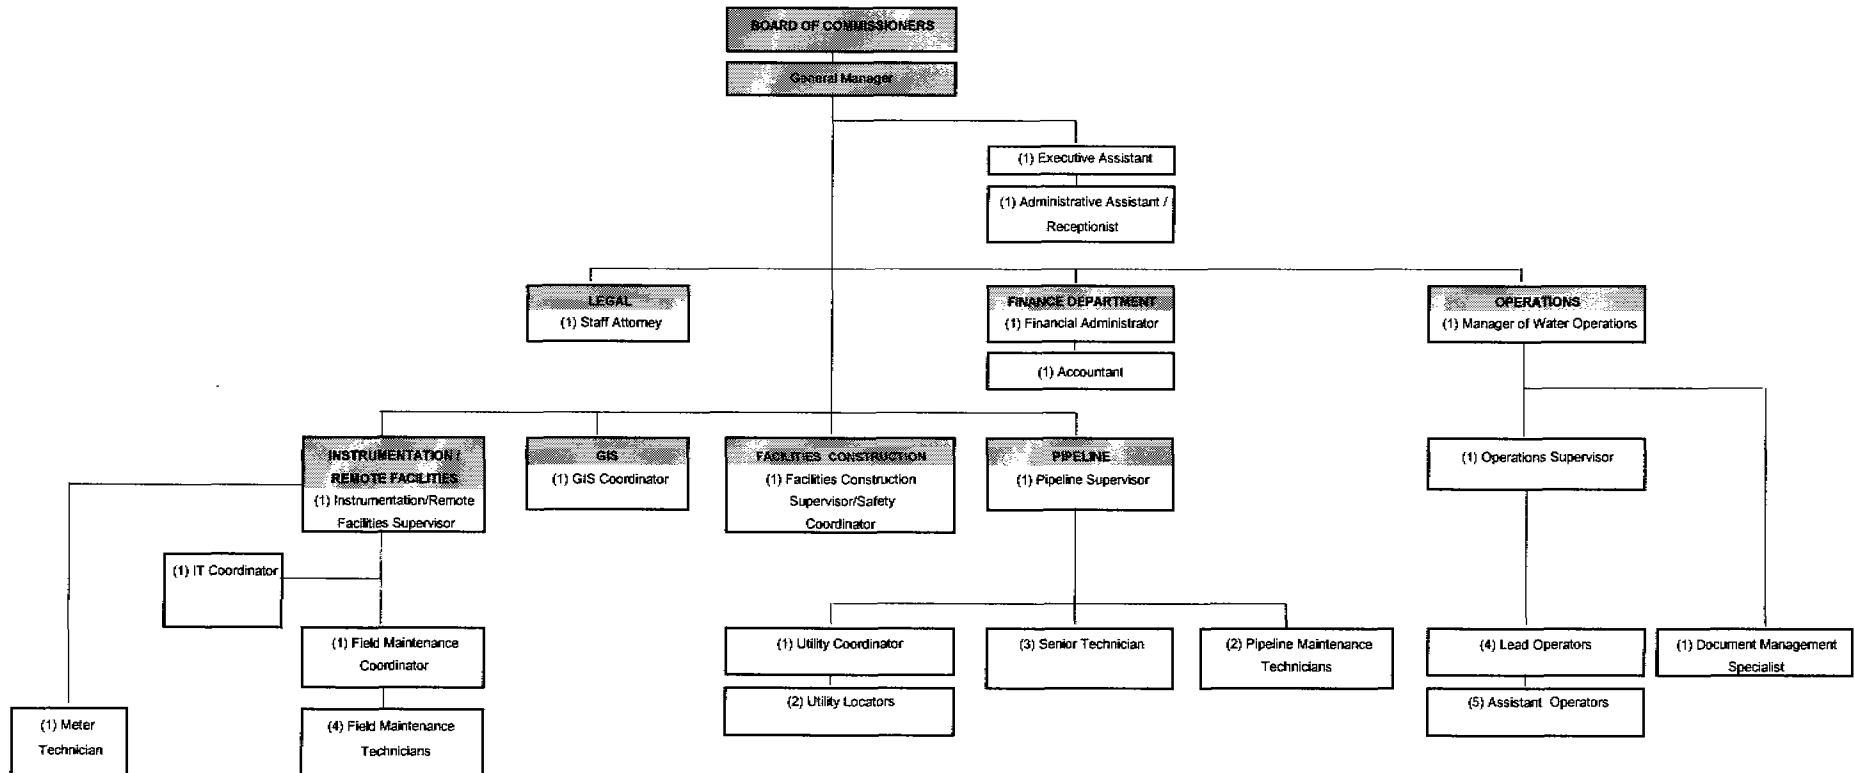 BOARD OF COMMISSIONERS
General Manager
(1) Executive Assistant
(1) Administrative Assistant /
Receptionist
LEGAL
(1) Staff Attorney
FINANCE DEPARTMENT
(1) Financial Administrator
(1) Accountant
OPERATIONS
(1) Manager of Water Operations
INSTRUMENTATION /
REMOTE FACILITIES
(1) Instrumentation/Remote
Facilities Supervisor
GIS
(1) GIS Coordinator
FACILITIES CONSTRUCTION
(1) Facilities Construction
Supervisor/Safety
Coordinator
PIPELINE
(1) Pipeline Supervisor
(1) Operations Supervisor
(1) IT Coordinator
(1) Field Maintenance
Coordinator
(1) Utility Coordinator
(3) Senior Technician
(2) Pipeline Maintenance
Technicians
(4) Lead Operators
(1) Document Management
Specialist
(2) Utility Locators
(5) Assistant Operators
(1) Meter
Technician
(4) Field Maintenance
Technicians